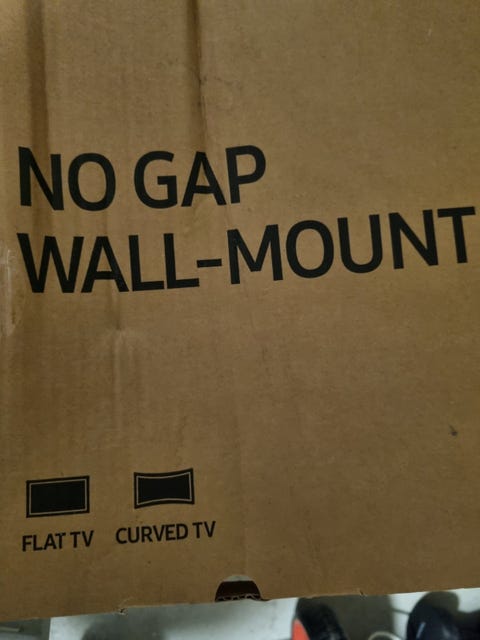 NO GAP
WALL-MOUNT
FLAT TV
CURVED TV